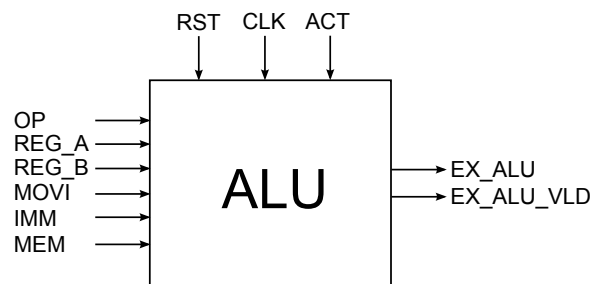 RST CLK ACT
OP
REG_A
REG_B
MOVI
IMM
MEM
ALU
EX_ALU
EX_ALU_VLD